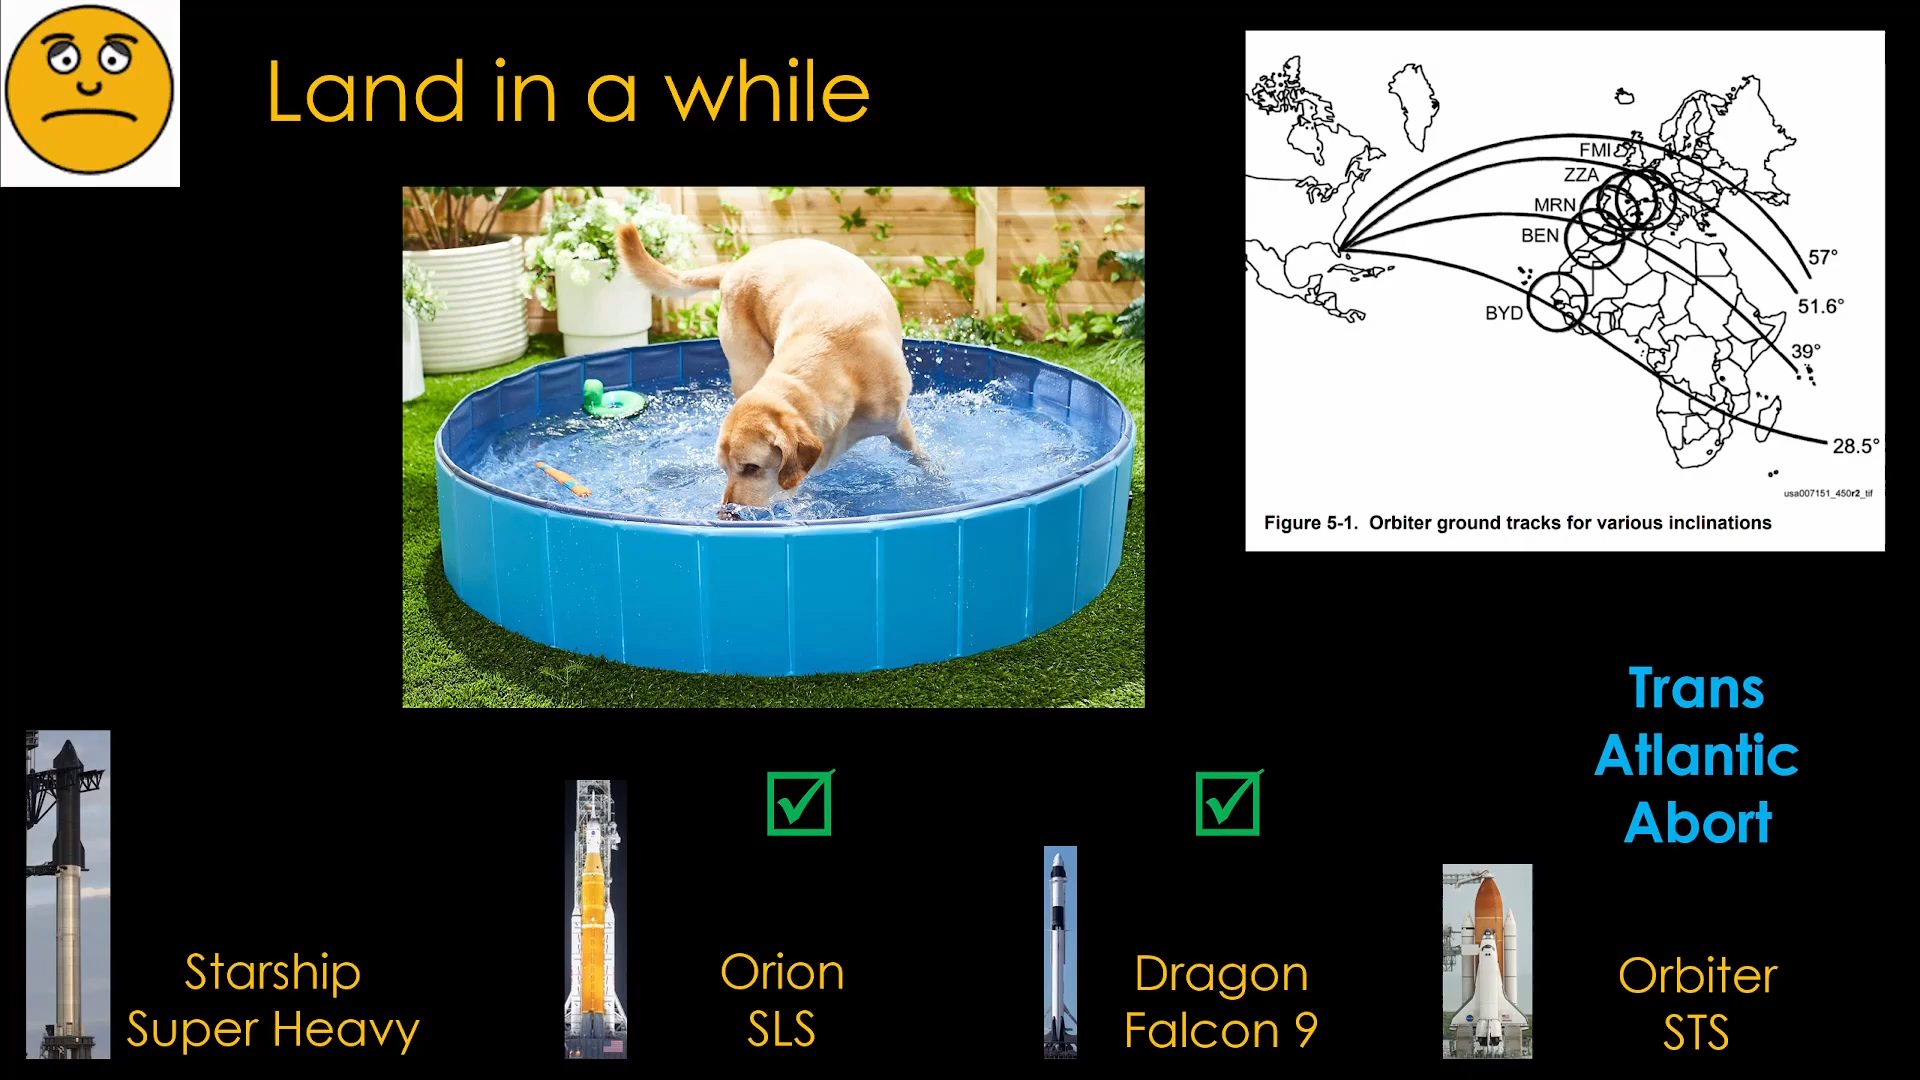 Land in a while
FMI
ZZA
MRN
BEN
BYD
57°
51.6°
39°
28.5°
usa007151_450r2_tif
Figure 5-1. Orbiter ground tracks for various inclinations
Trans
Atlantic
Abort
Starship
Super Heavy
Orion
SLS
Dragon
Falcon 9
Orbiter
STS